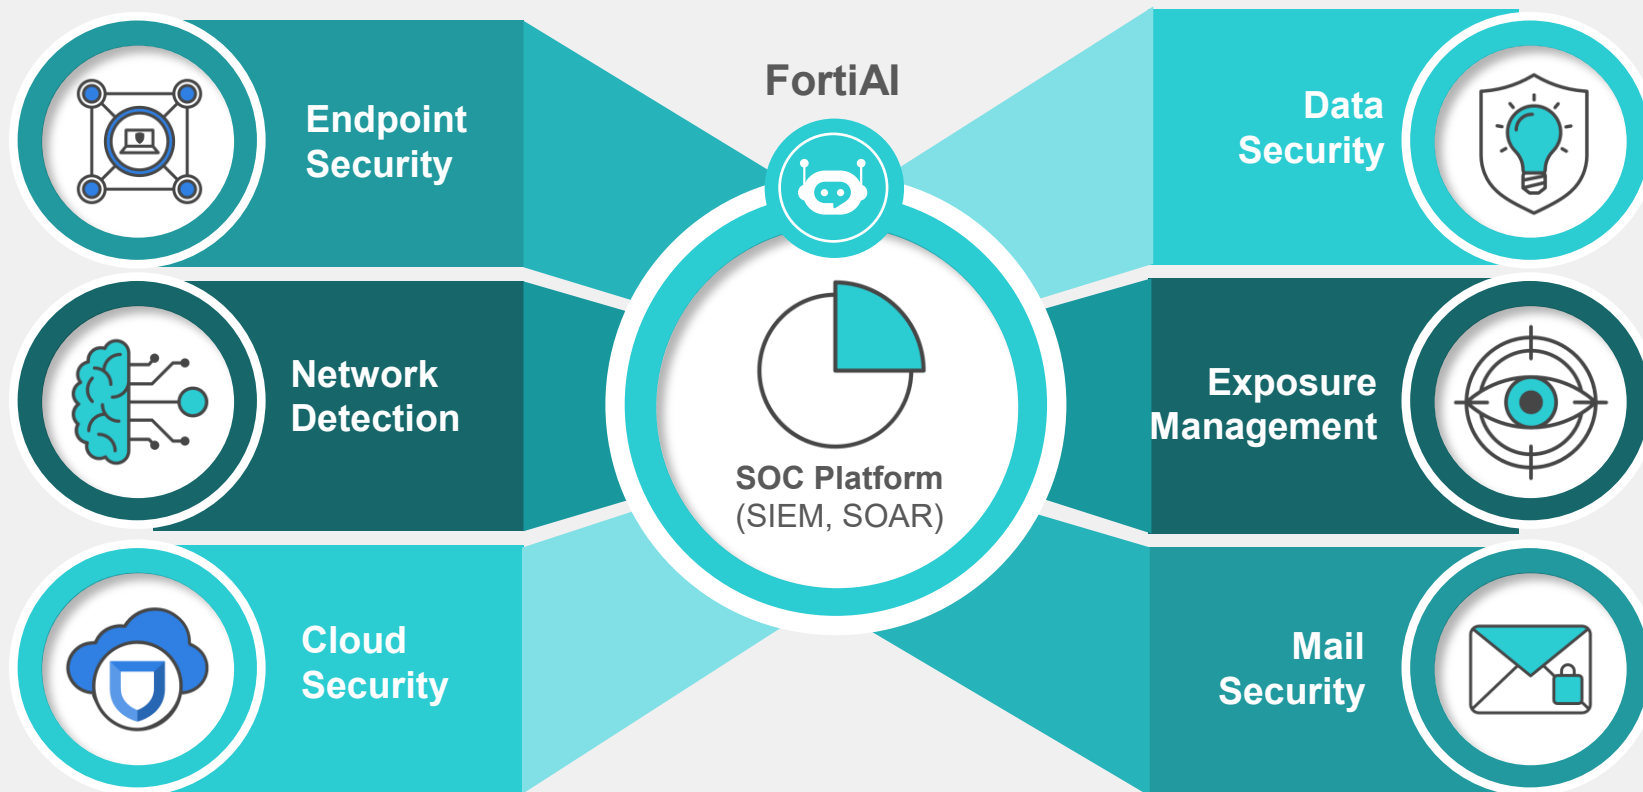 FortiAI
Endpoint
Security
Network
Detection
Cloud
Security
SOC Platform
(SIEM, SOAR)
Data
Security
Exposure
Management
Mail
Security